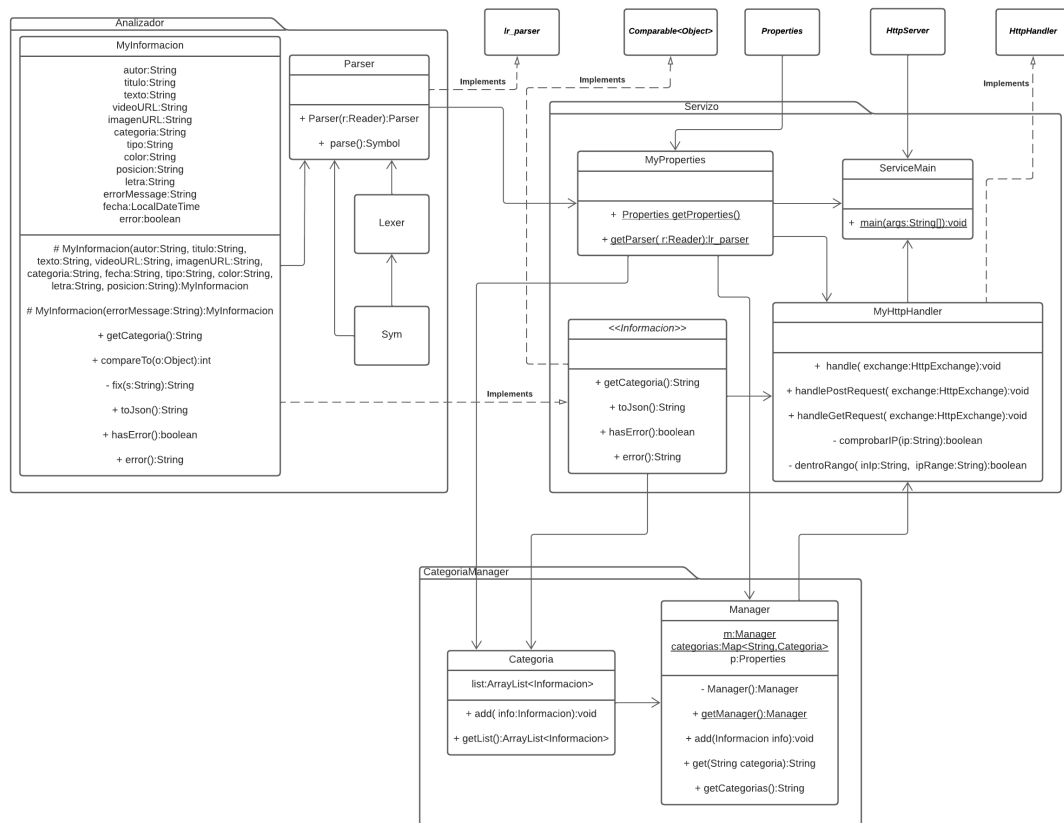 lr_parser
Comparable<Object>
Properties
HttpServer
HttpHandler
Analizador
MyInformacion
autor:String
titulo:String
texto:String
videoURL:String
imagenURL:String
categoria:String
tipo:String
color:String
posicion:String
letra:String
errorMessage:String
fecha:LocalDateTime
error:boolean
# MyInformacion(autor:String, titulo:String,
texto:String, videoURL:String, imagenURL:String,
categoria:String, fecha:String, tipo:String, color:String,
letra:String, posicion:String):MyInformacion
# MyInformacion(errorMessage:String):MyInformacion
+ getCategoria():String
+ compareTo(o:Object):int
- fix(s:String):String
+ toJson():String
+ hasError():boolean
+ error():String
Parser
+ Parser(r:Reader):Parser
+ parse():Symbol
Lexer
Sym
Implements
Implements
Implements
Implements
Servizo
MyProperties
+ Properties getProperties()
+ getParser( r:Reader):lr_parser
ServiceMain
+ main(args:String[]):void
<<Informacion>>
+ getCategoria():String
+ toJson():String
+ hasError():boolean
+ error():String
MyHttpHandler
+ handle( exchange:HttpExchange):void
+ handlePostRequest( exchange:HttpExchange):void
+ handleGetRequest( exchange:HttpExchange):void
- comprobarIP(ip:String):boolean
- dentroRango( inIp:String, ipRange:String):boolean
CategoriaManager
Categoria
list:ArrayList<Informacion>
+ add( info:Informacion):void
+ getList():ArrayList<Informacion>
Manager
m:Manager
categorias:Map<String,Categoria>
p:Properties
- Manager():Manager
+ getManager():Manager
+ add(Informacion info):void
+ get(String categoria):String
+ getCategorias():String